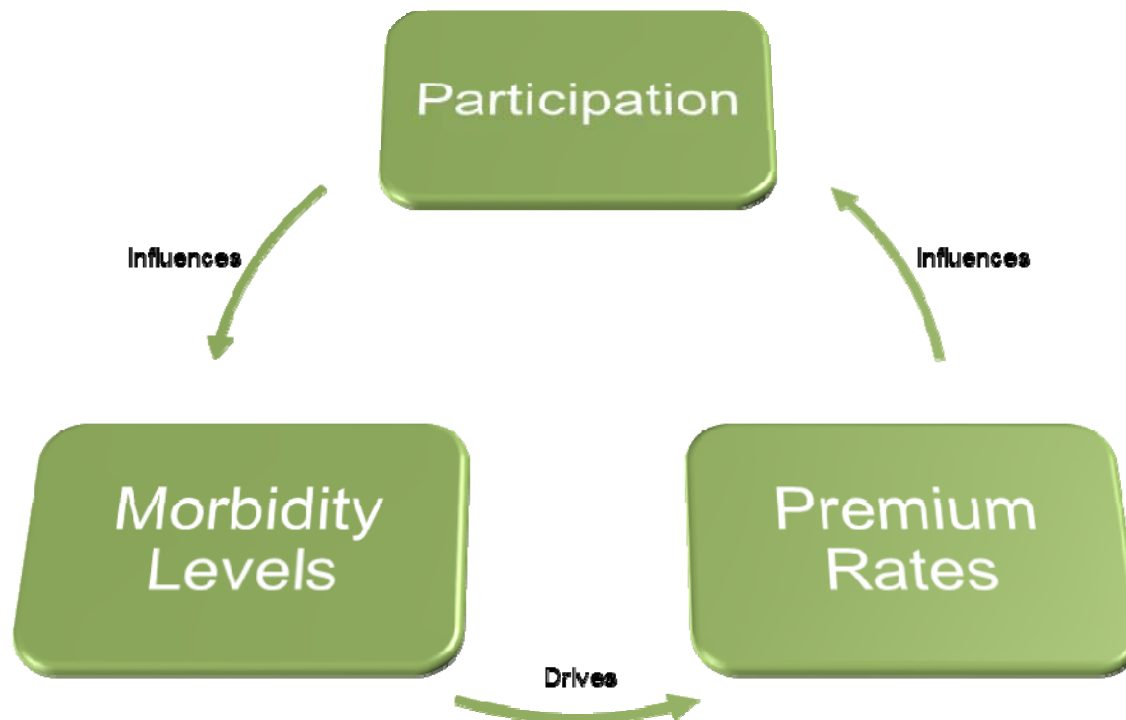 Participation
Influences
Influences
Morbidity
Levels
Premium
Rates
Drives